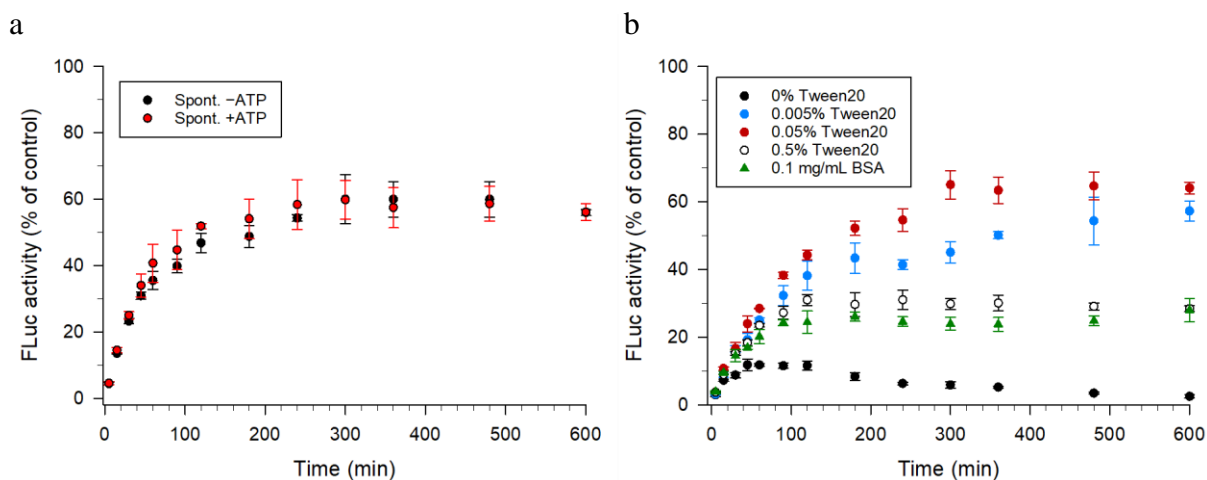 a
FLuc activity (% of control)
100
80
60
40
20
0
Spont. −ATP
Spont. +ATP
0 100 200 300 400 500 600
Time (min)
b
FLuc activity (% of control)
100
80
60
40
20
0
0% Tween20
0.005% Tween20
0.05% Tween20
0.5% Tween20
0.1 mg/mL BSA
0 100 200 300 400 500 600
Time (min)